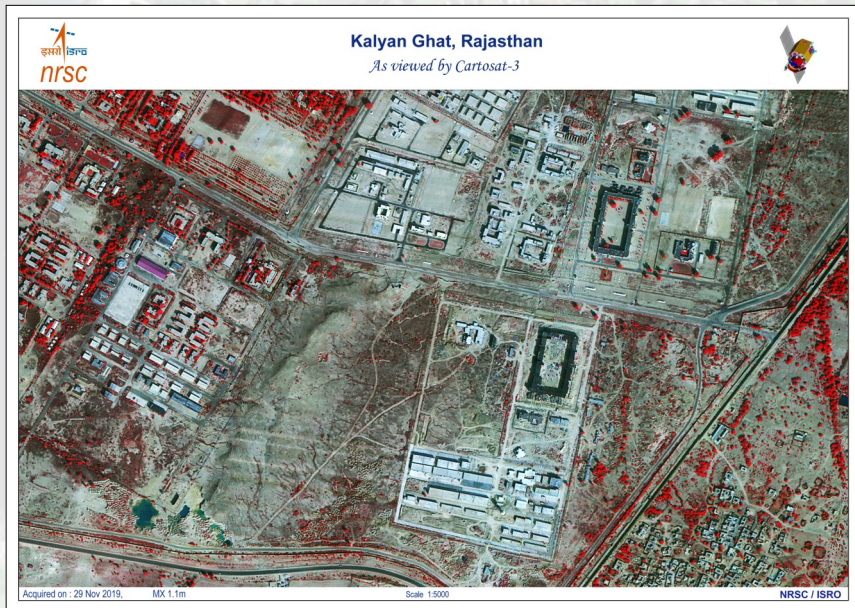 इसरो isro
nrsc
Kalyan Ghat, Rajasthan
As viewed by Cartosat-3
Acquired on : 29 Nov 2019, MX 1.1m
Scale 1:5000
NRSC / ISRO